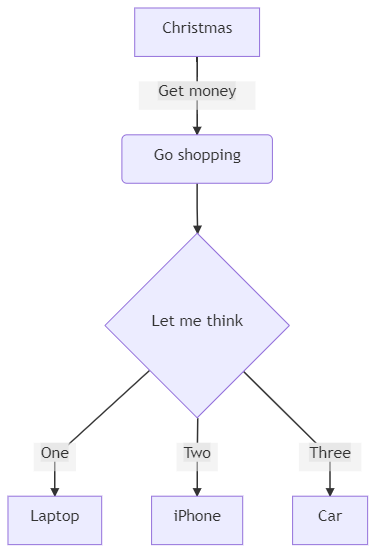 Christmas
Get money
Go shopping
Let me think
One
Two
Three
Laptop
iPhone
Car